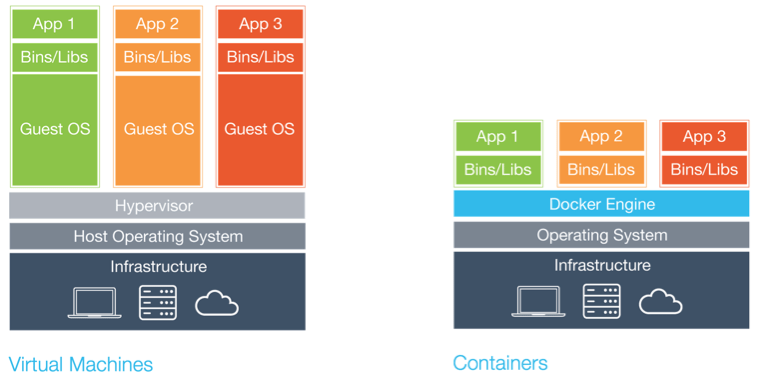 App 1
App 2
App 3
Bins/Libs
Bins/Libs
Bins/Libs
Guest OS
Guest OS
Guest OS
Hypervisor
Host Operating System
Infrastructure
Virtual Machines
App 1
App 2
App 3
Bins/Libs
Bins/Libs
Bins/Libs
Docker Engine
Operating System
Infrastructure
Containers